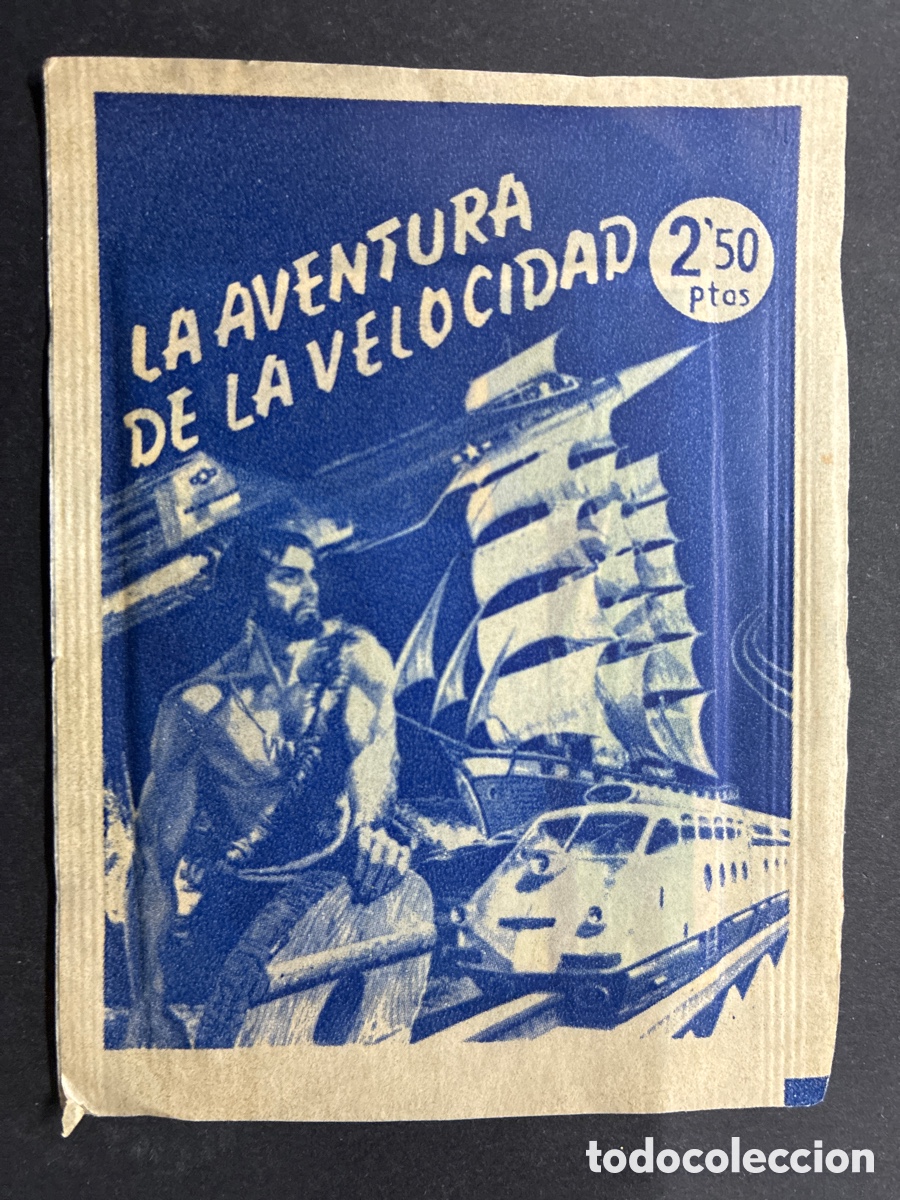 LA AVENTURA
DE LA VELOCIDAD
2'50
ptas
todocoleccion